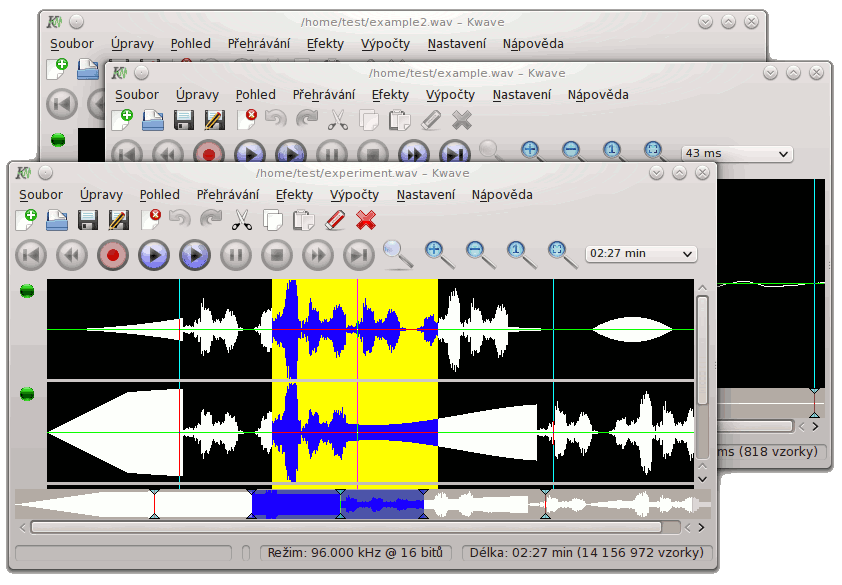 /home/test/example2.wav – Kwave
Soubor Úpravy Pohled Přehrávání Efekty Výpočty Nastavení Nápověda
/home/test/example.wav – Kwave
Soubor Úpravy Pohled Přehrávání Efekty Výpočty Nastavení Nápověda
1
43 ms
/home/test/experiment.wav – Kwave
Soubor Úpravy Pohled Přehrávání Efekty Výpočty Nastavení Nápověda
1
02:27 min
ms (818 vzorky)
Režim: 96.000 kHz @ 16 bitů
Délka: 02:27 min (14 156 972 vzorky)